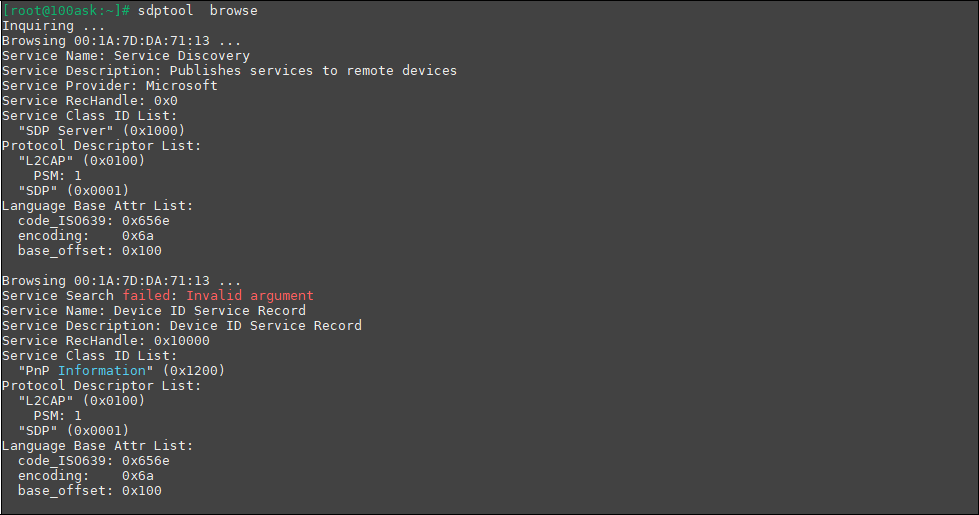 [root@100ask:~]# sdptool  browse
Inquiring ...
Browsing 00:1A:7D:DA:71:13 ...
Service Name: Service Discovery
Service Description: Publishes services to remote devices
Service Provider: Microsoft
Service RecHandle: 0x0
Service Class ID List:
  "SDP Server" (0x1000)
Protocol Descriptor List:
  "L2CAP" (0x0100)
    PSM: 1
  "SDP" (0x0001)
Language Base Attr List:
  code_ISO639: 0x656e
  encoding:    0x6a
  base_offset: 0x100

Browsing 00:1A:7D:DA:71:13 ...
Service Search failed: Invalid argument
Service Name: Device ID Service Record
Service Description: Device ID Service Record
Service RecHandle: 0x10000
Service Class ID List:
  "PnP Information" (0x1200)
Protocol Descriptor List:
  "L2CAP" (0x0100)
    PSM: 1
  "SDP" (0x0001)
Language Base Attr List:
  code_ISO639: 0x656e
  encoding:    0x6a
  base_offset: 0x100